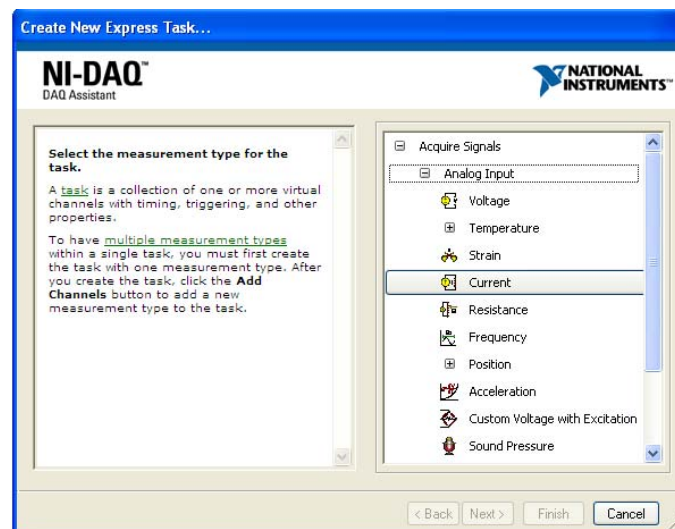 Create New Express Task...
NI-DAQ™
DAQ Assistant
NATIONAL
INSTRUMENTS™
Select the measurement type for the
task.
A task is a collection of one or more virtual
channels with timing, triggering, and other
properties.
To have multiple measurement types
within a single task, you must first create
the task with one measurement type. After
you create the task, click the Add
Channels button to add a new
measurement type to the task.
Acquire Signals
Analog Input
Voltage
Temperature
Strain
Current
Resistance
Frequency
Position
Acceleration
Custom Voltage with Excitation
Sound Pressure
< Back Next > Finish Cancel